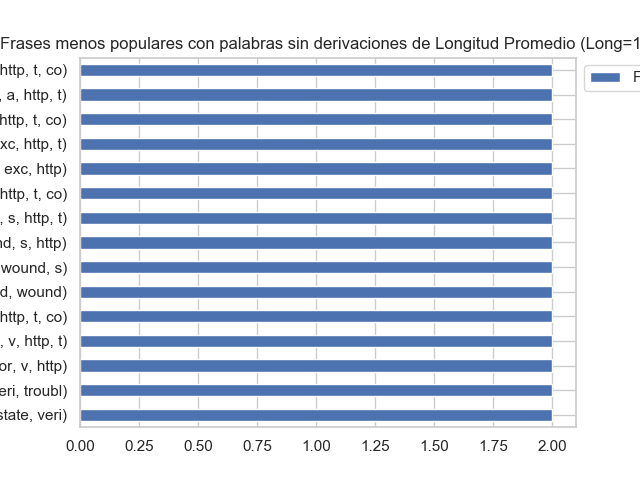 Frases menos populares con palabras sin derivaciones de Longitud Promedio (Long=1
http, t, co)
F
, a, http, t)
http, t, co)
xc, http, t)
exc, http)
http, t, co)
, s, http, t)
nd, s, http)
wound, s)
d, wound)
http, t, co)
, v, http, t)
or, v, http)
eri, troubl)
state, veri)
0.00 0.25 0.50 0.75 1.00 1.25 1.50 1.75 2.00